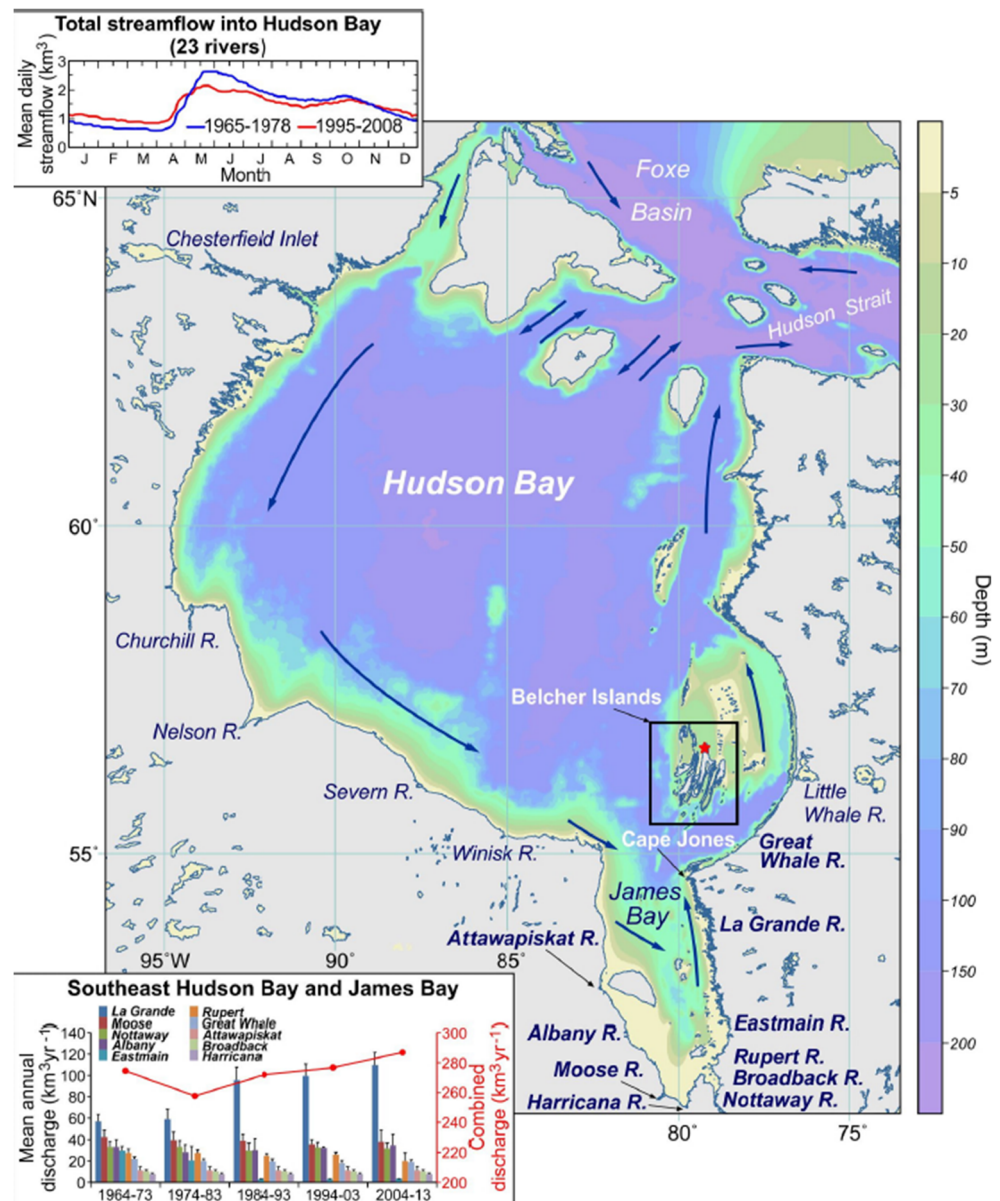 Total streamflow into Hudson Bay
(23 rivers)
Mean daily
streamflow (km³)
3
2
1
0
1965-1978
1995-2008
J F M A M J J A S O N D
Month
65°
60°
55°
95°W
90°
85°
80°
75°
Foxe
Basin
Chesterfield Inlet
Hudson Strait
Hudson Bay
Churchill R.
Nelson R.
Severn R.
Winisk R.
Belcher Islands
Little
Whale R.
Cape Jones
Great
Whale R.
James
Bay
La Grande R.
Attawapiskat R.
Albany R.
Eastmain R.
Moose R.
Rupert R.
Broadback R.
Harricana R.
Nottaway R.
5
10
20
30
40
50
60
70
80
90
100
150
200
Depth (m)
Southeast Hudson Bay and James Bay
La Grande
Moose
Nottaway
Albany
Eastmain
Rupert
Great Whale
Attawapiskat
Broadback
Harricana
Mean annual
discharge (km³yr⁻¹)
140
120
100
80
60
40
20
0
300
280
260
240
220
200
Combined
discharge (km³yr⁻¹)
1964-73 1974-83 1984-93 1994-03 2004-13